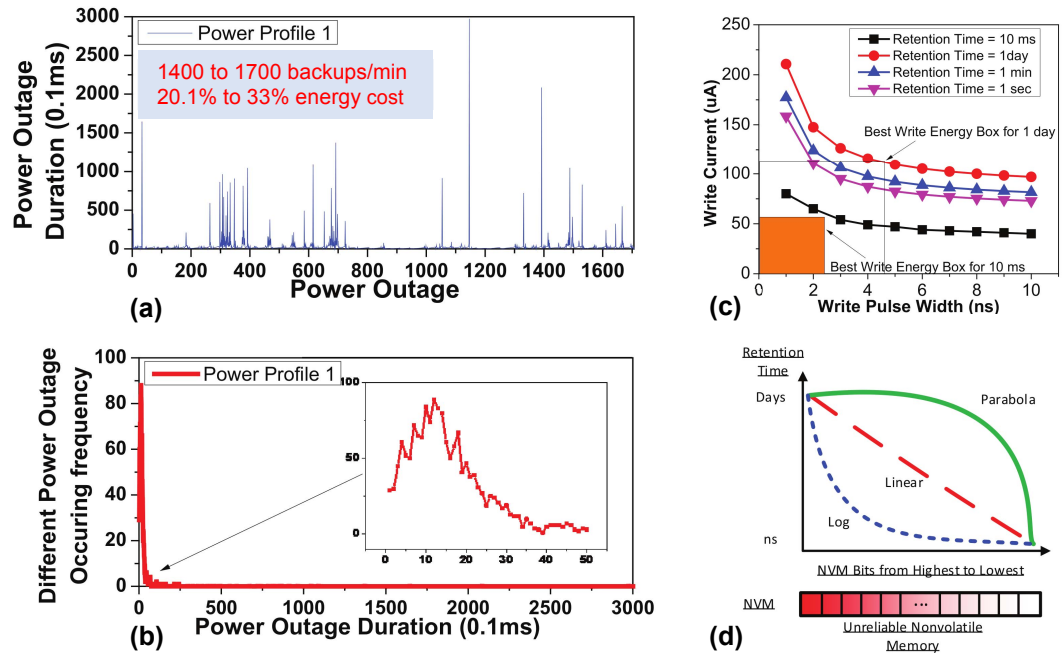 3000
2500
2000
1500
1000
500
0
Power Outage
Duration (0.1ms)
Power Profile 1
1400 to 1700 backups/min
20.1% to 33% energy cost
0 200 400 600 800 1000 1200 1400 1600
Power Outage
(a)
100
80
60
40
20
0
Different Power Outage
Occuring frequency
Power Profile 1
100
50
0
0 10 20 30 40 50
0 500 1000 1500 2000 2500 3000
Power Outage Duration (0.1ms)
(b)
250
200
150
100
50
0
Write Current (uA)
Retention Time = 10 ms
Retention Time = 1day
Retention Time = 1 min
Retention Time = 1 sec
Best Write Energy Box for 1 day
Best Write Energy Box for 10 ms
0 2 4 6 8 10
Write Pulse Width (ns)
(c)
Retention
Time
Days
Parabola
Linear
Log
ns
NVM Bits from Highest to Lowest
NVM
...
Unreliable Nonvolatile
Memory
(d)